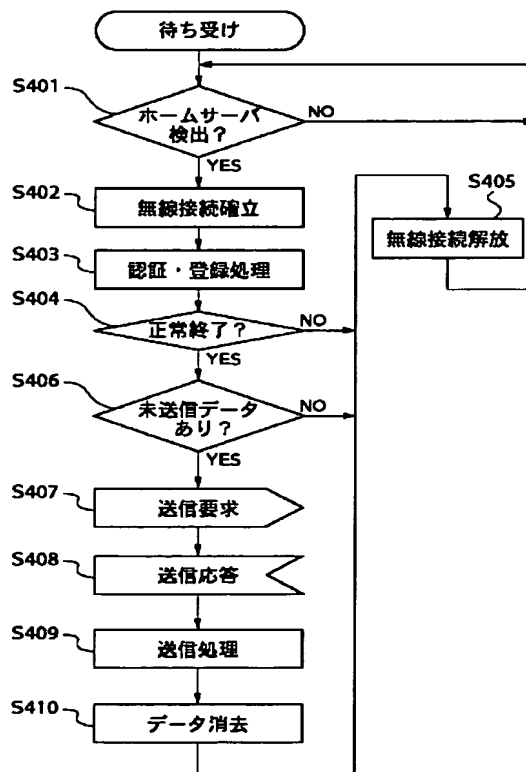 待ち受け
S401
ホームサーバ
検出？
NO
YES
S402
無線接続確立
S405
無線接続解放
S403
認証・登録処理
S404
正常終了？
NO
YES
S406
未送信データ
あり？
NO
YES
S407
送信要求
S408
送信応答
S409
送信処理
S410
データ消去